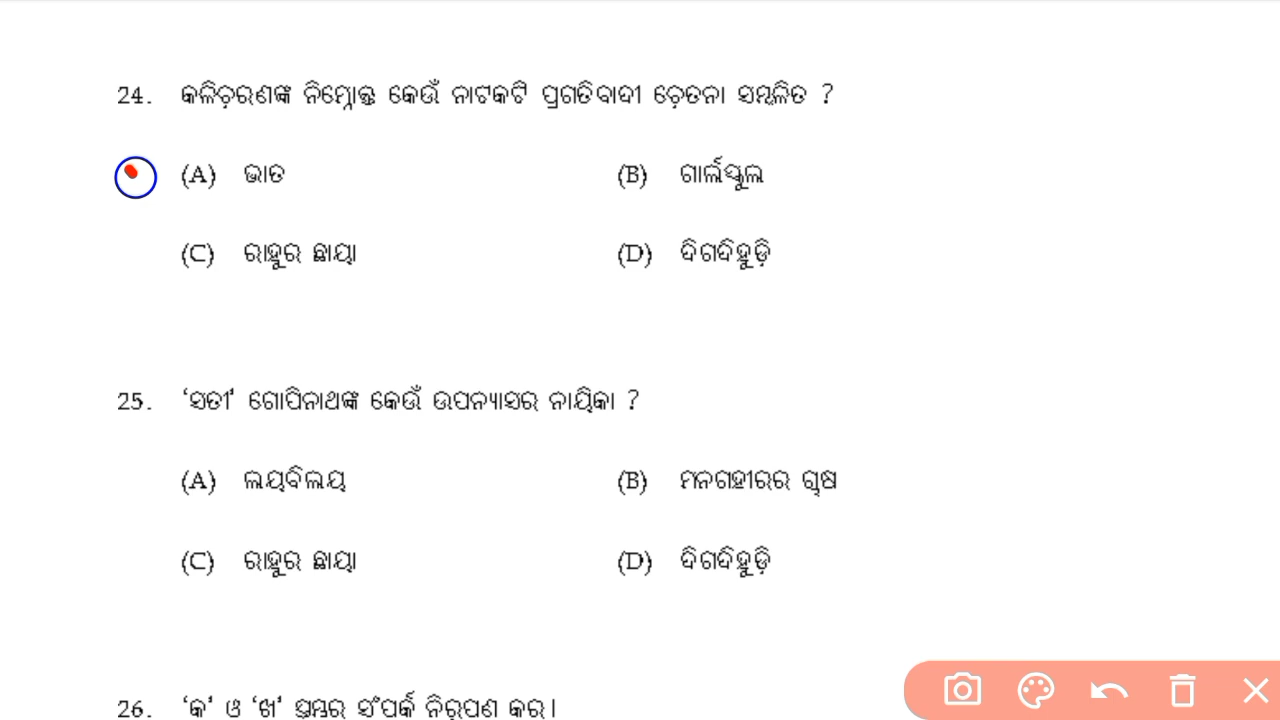 24. କଳିଚରଣଙ୍କ ନିମ୍ନୋକ୍ତ କେଉଁ ନାଟକଟି ପ୍ରଗତିବାଦୀ ଚେତନା ସମ୍ବଳିତ ?
(A) ଭାତ (B) ଗାର୍ଲସ୍କୁଲ
(C) ରାହୁର ଛାୟା (D) ଦିଗଦିହୁଡ଼ି
25. ‘ସତୀ’ ଗୋପିନାଥଙ୍କ କେଉଁ ଉପନ୍ୟାସର ନାୟିକା ?
(A) ଲୟବିଲୟ (B) ମନଗହୀରର ଚାଷ
(C) ରାହୁର ଛାୟା (D) ଦିଗଦିହୁଡ଼ି
26. ‘କ’ ଓ ‘ଖ’ ସ୍ତମ୍ଭର ସଂପର୍କ ନିରୂପଣ କର।